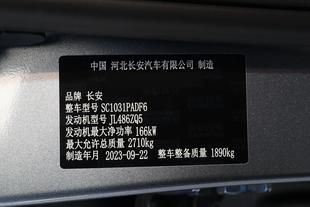 中国 河北长安汽车有限公司 制造
品牌 长安
整车型号 SC1031PADF6
发动机型号 JL486ZQ5
发动机最大净功率 166kW
最大允许总质量 2710kg
制造年月 2023-09-22 整车整备质量 1890kg